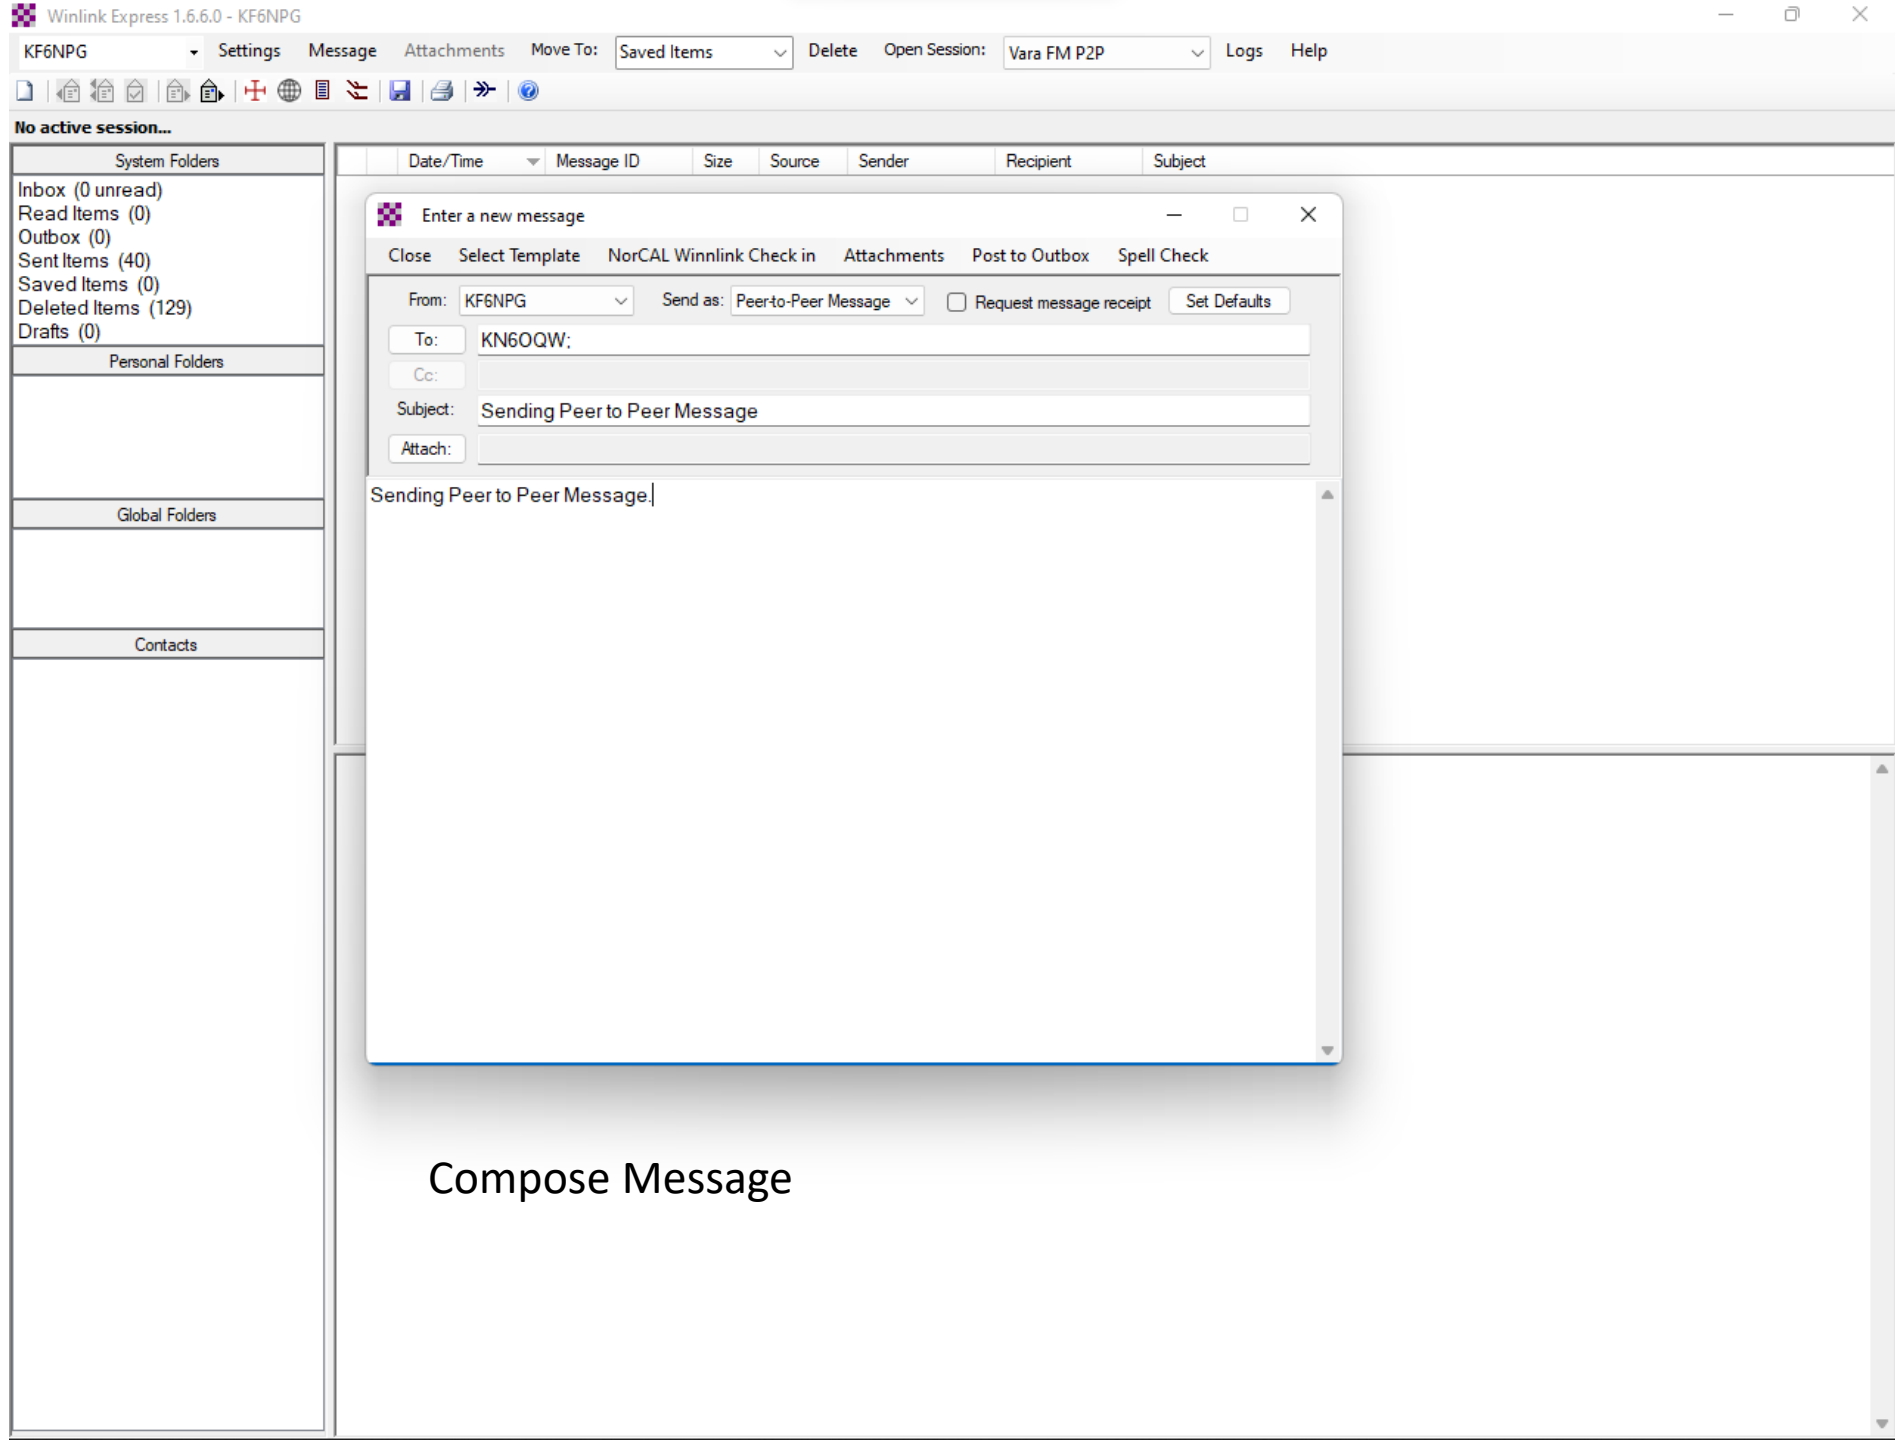 Winlink Express 1.6.6.0 - KF6NPG
KF6NPG Settings Message Attachments Move To: Saved Items Delete Open Session: Vara FM P2P Logs Help
No active session...
System Folders
Inbox (0 unread)
Read Items (0)
Outbox (0)
Sent Items (40)
Saved Items (0)
Deleted Items (129)
Drafts (0)
Personal Folders
Global Folders
Contacts
Date/Time Message ID Size Source Sender Recipient Subject
Enter a new message
Close Select Template NorCAL Winnlink Check in Attachments Post to Outbox Spell Check
From: KF6NPG Send as: Peer-to-Peer Message Request message receipt Set Defaults
To: KN6OQW;
Cc:
Subject: Sending Peer to Peer Message
Attach:
Sending Peer to Peer Message.
Compose Message